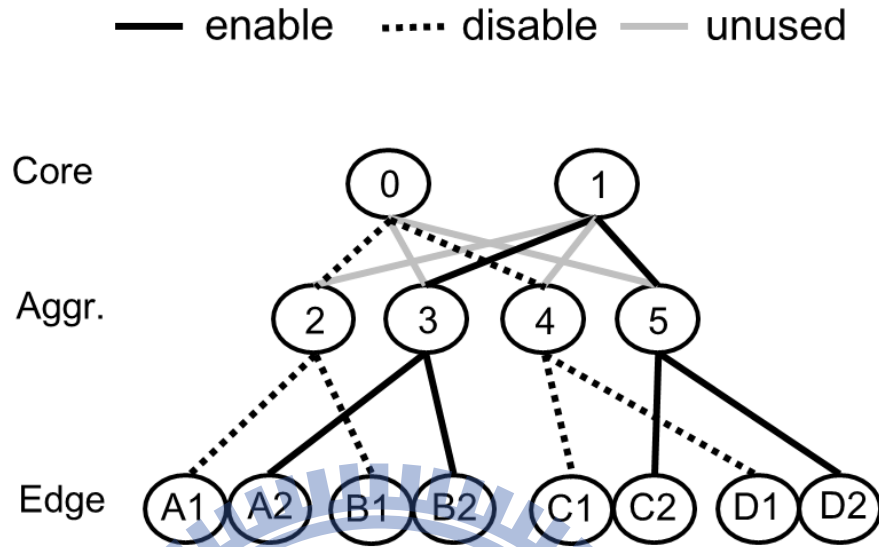 enable disable unused
Core 0 1
Aggr. 2 3 4 5
Edge A1 A2 B1 B2 C1 C2 D1 D2